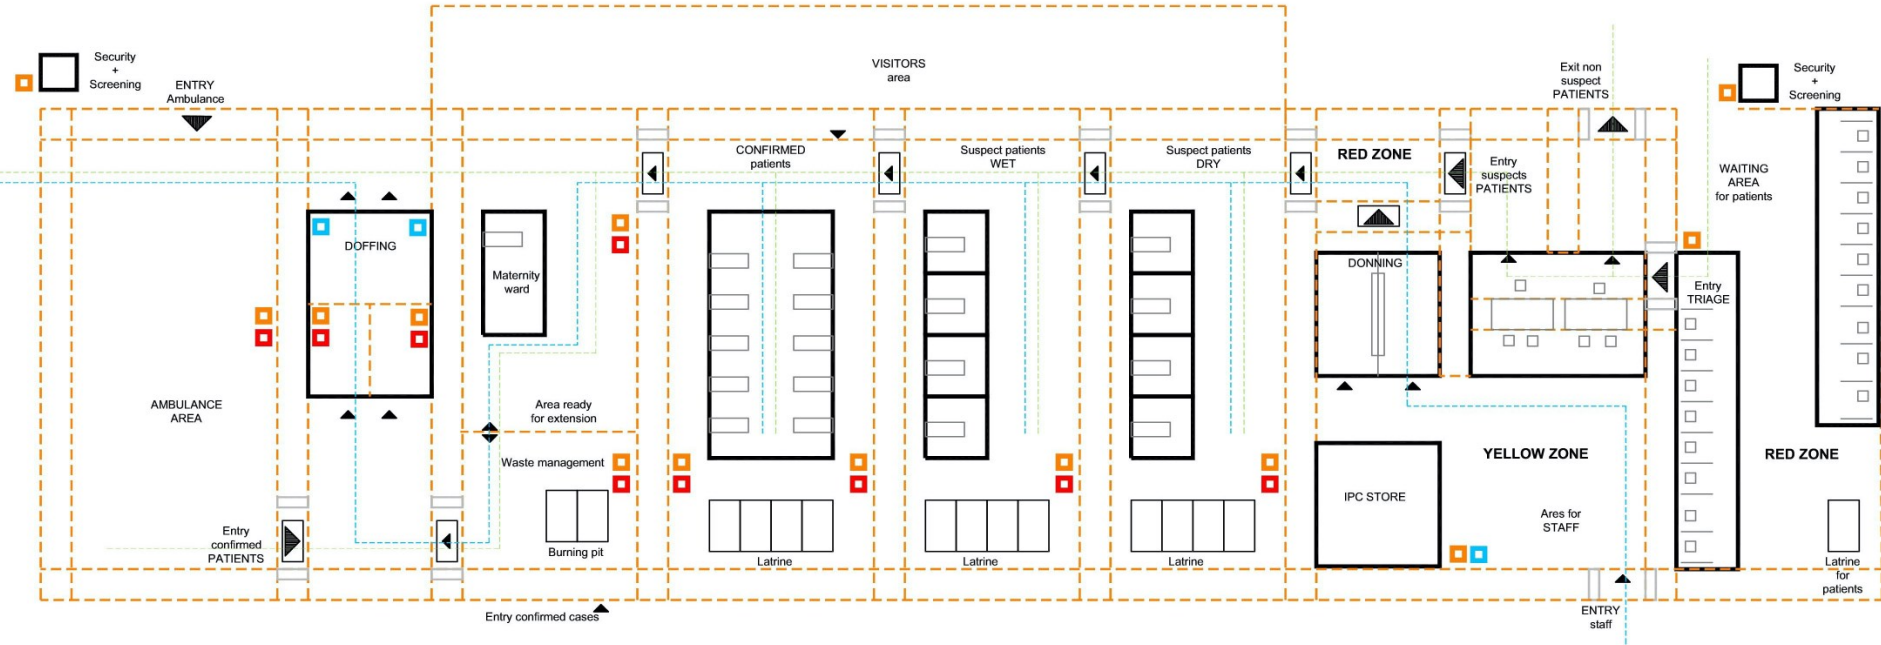 Security
+
Screening
ENTRY
Ambulance
VISITORS
area
Exit non
suspect
PATIENTS
Security
+
Screening
CONFIRMED
patients
Suspect patients
WET
Suspect patients
DRY
RED ZONE
Entry
suspects
PATIENTS
WAITING
AREA
for patients
DOFFING
Maternity
ward
DONNING
Entry
TRIAGE
AMBULANCE
AREA
Area ready
for extension
Waste management
YELLOW ZONE
RED ZONE
IPC STORE
Ares for
STAFF
Entry
confirmed
PATIENTS
Burning pit
Latrine
Latrine
Latrine
Latrine
for
patients
Entry confirmed cases
ENTRY
staff